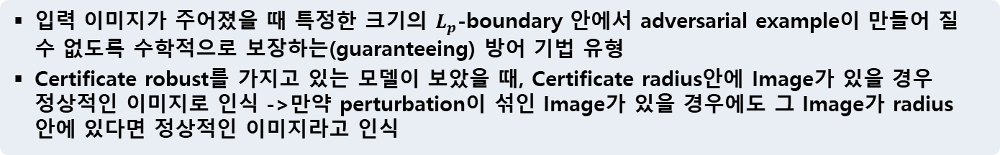 ▪ 입력 이미지가 주어졌을 때 특정한 크기의 Lₚ-boundary 안에서 adversarial example이 만들어 질
수 없도록 수학적으로 보장하는(guaranteeing) 방어 기법 유형
▪ Certificate robust를 가지고 있는 모델이 보았을 때, Certificate radius안에 Image가 있을 경우
정상적인 이미지로 인식 ->만약 perturbation이 섞인 Image가 있을 경우에도 그 Image가 radius
안에 있다면 정상적인 이미지라고 인식